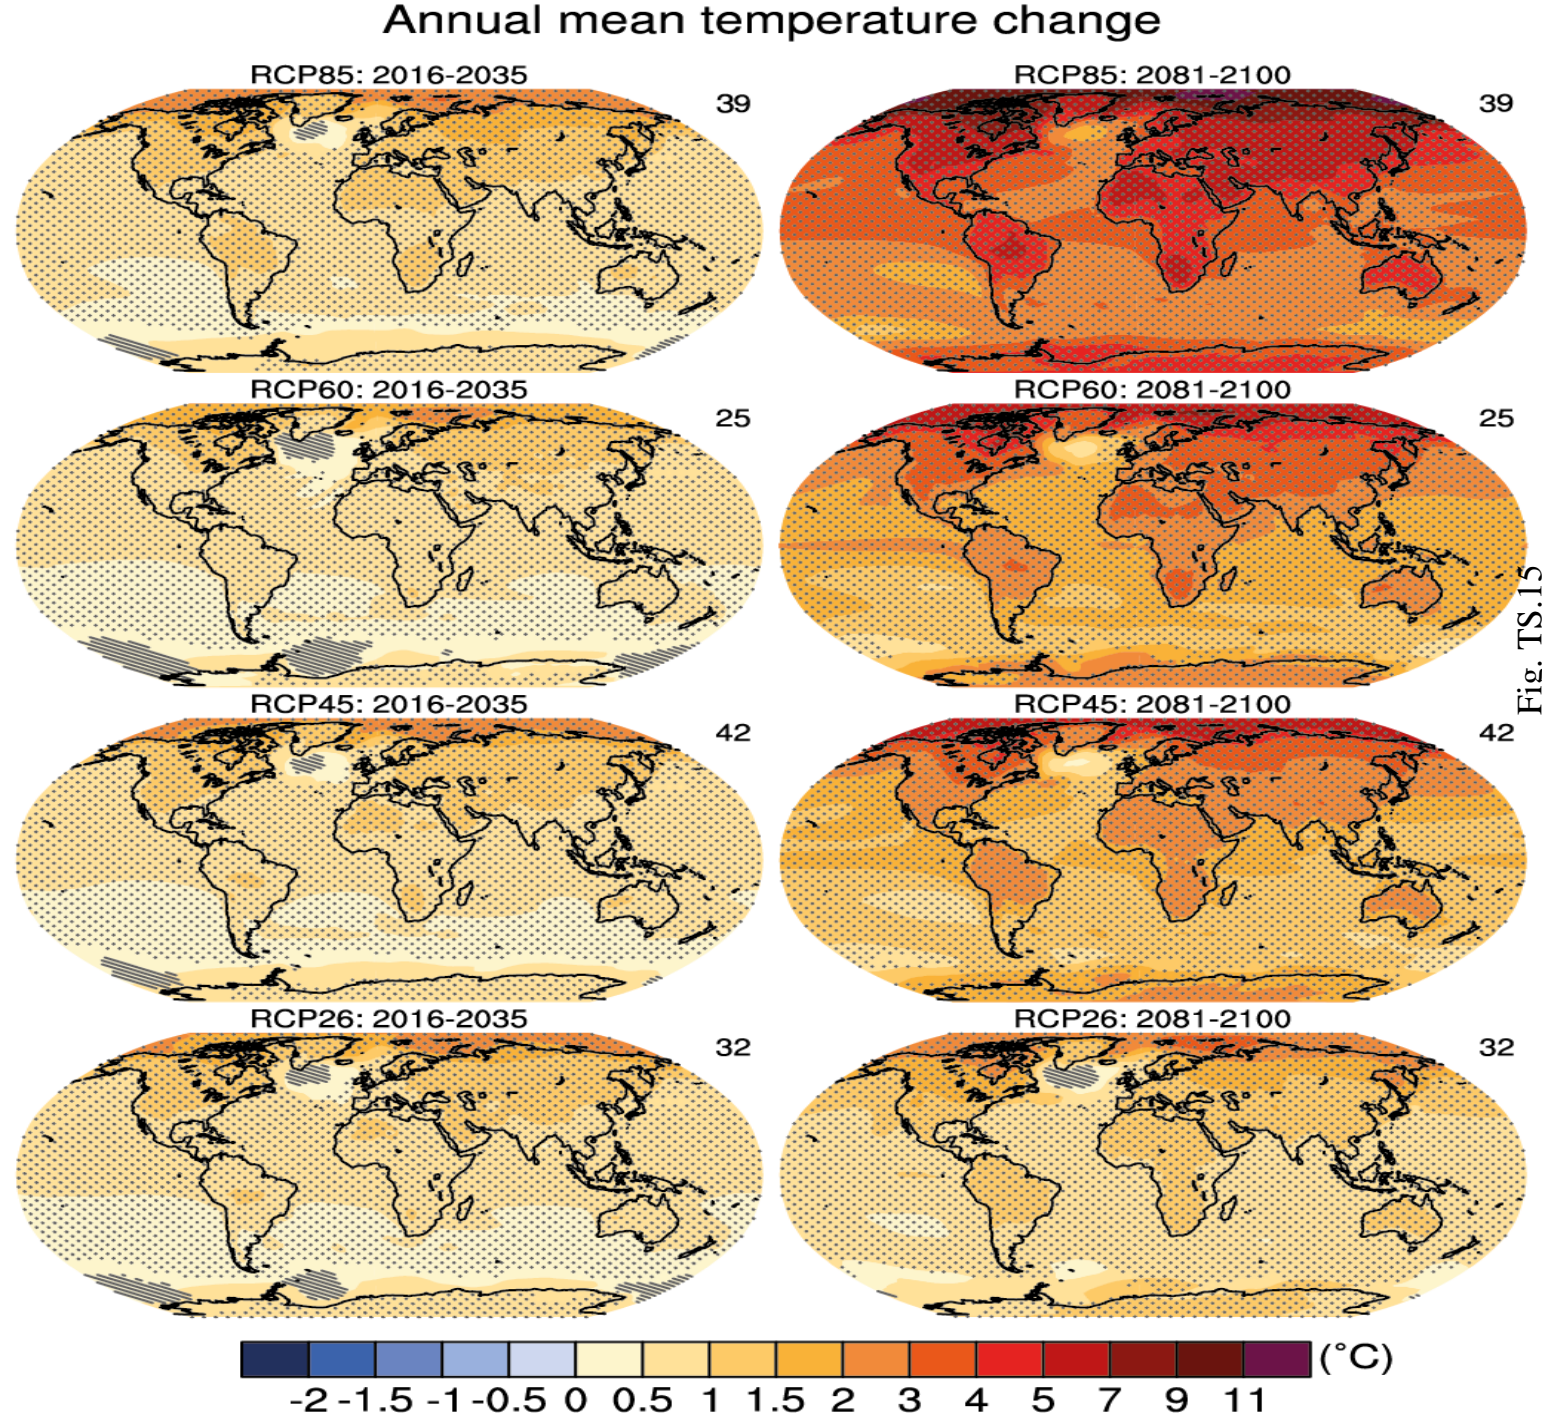 Annual mean temperature change
RCP85: 2016-2035
39
RCP85: 2081-2100
39
RCP60: 2016-2035
25
RCP60: 2081-2100
25
Fig. TS.15
RCP45: 2016-2035
42
RCP45: 2081-2100
42
RCP26: 2016-2035
32
RCP26: 2081-2100
32
-2 -1.5 -1 -0.5 0 0.5 1 1.5 2 3 4 5 7 9 11 (°C)